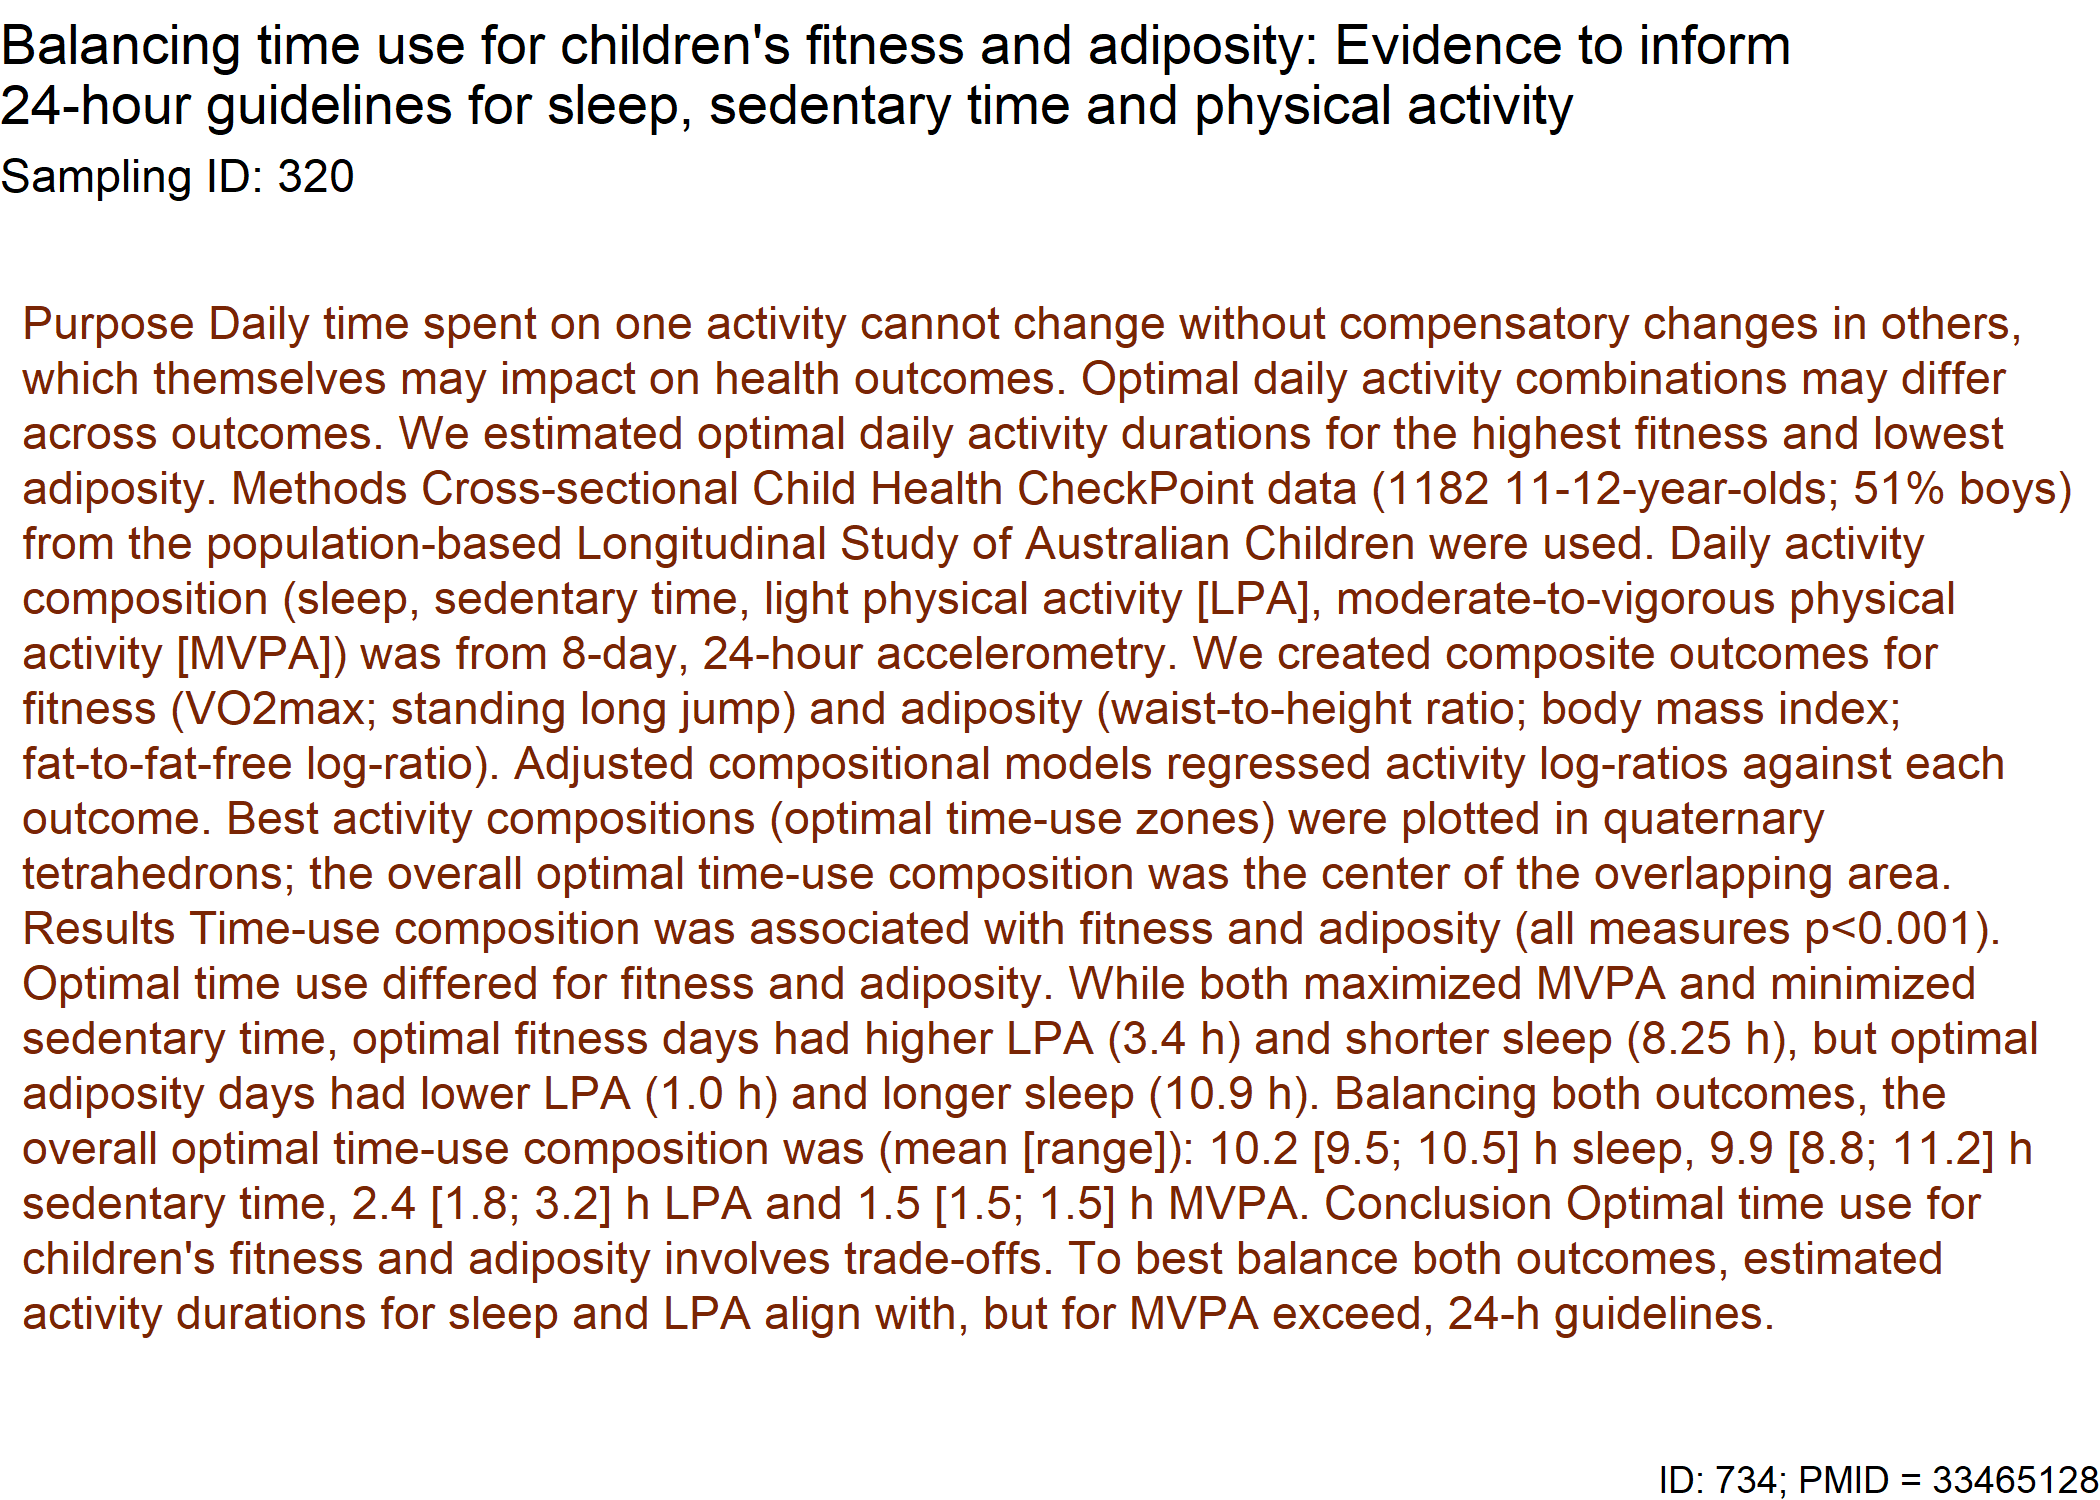 Balancing time use for children's fitness and adiposity: Evidence to inform
24-hour guidelines for sleep, sedentary time and physical activity
Sampling ID: 320
Purpose Daily time spent on one activity cannot change without compensatory changes in others,
which themselves may impact on health outcomes. Optimal daily activity combinations may differ
across outcomes. We estimated optimal daily activity durations for the highest fitness and lowest
adiposity. Methods Cross-sectional Child Health CheckPoint data (1182 11-12-year-olds; 51% boys)
from the population-based Longitudinal Study of Australian Children were used. Daily activity
composition (sleep, sedentary time, light physical activity [LPA], moderate-to-vigorous physical
activity [MVPA]) was from 8-day, 24-hour accelerometry. We created composite outcomes for
fitness (VO2max; standing long jump) and adiposity (waist-to-height ratio; body mass index;
fat-to-fat-free log-ratio). Adjusted compositional models regressed activity log-ratios against each
outcome. Best activity compositions (optimal time-use zones) were plotted in quaternary
tetrahedrons; the overall optimal time-use composition was the center of the overlapping area.
Results Time-use composition was associated with fitness and adiposity (all measures p<0.001).
Optimal time use differed for fitness and adiposity. While both maximized MVPA and minimized
sedentary time, optimal fitness days had higher LPA (3.4 h) and shorter sleep (8.25 h), but optimal
adiposity days had lower LPA (1.0 h) and longer sleep (10.9 h). Balancing both outcomes, the
overall optimal time-use composition was (mean [range]): 10.2 [9.5; 10.5] h sleep, 9.9 [8.8; 11.2] h
sedentary time, 2.4 [1.8; 3.2] h LPA and 1.5 [1.5; 1.5] h MVPA. Conclusion Optimal time use for
children's fitness and adiposity involves trade-offs. To best balance both outcomes, estimated
activity durations for sleep and LPA align with, but for MVPA exceed, 24-h guidelines.
ID: 734; PMID = 33465128